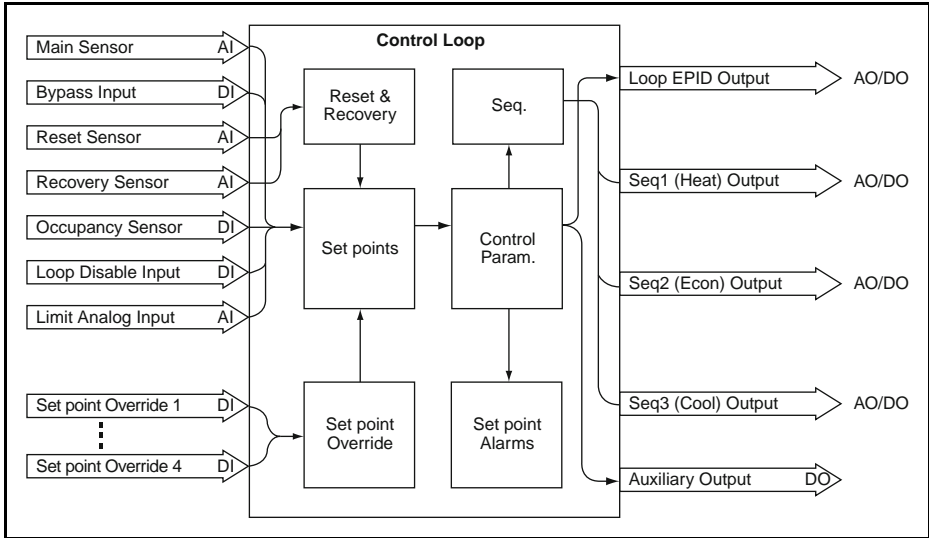 Control Loop
Main Sensor AI
Bypass Input DI
Reset Sensor AI
Recovery Sensor AI
Occupancy Sensor DI
Loop Disable Input DI
Limit Analog Input AI
Set point Override 1 DI
Set point Override 4 DI
Reset &
Recovery
Set points
Set point
Override
Seq.
Control
Param.
Set point
Alarms
Loop EPID Output AO/DO
Seq1 (Heat) Output AO/DO
Seq2 (Econ) Output AO/DO
Seq3 (Cool) Output AO/DO
Auxiliary Output DO